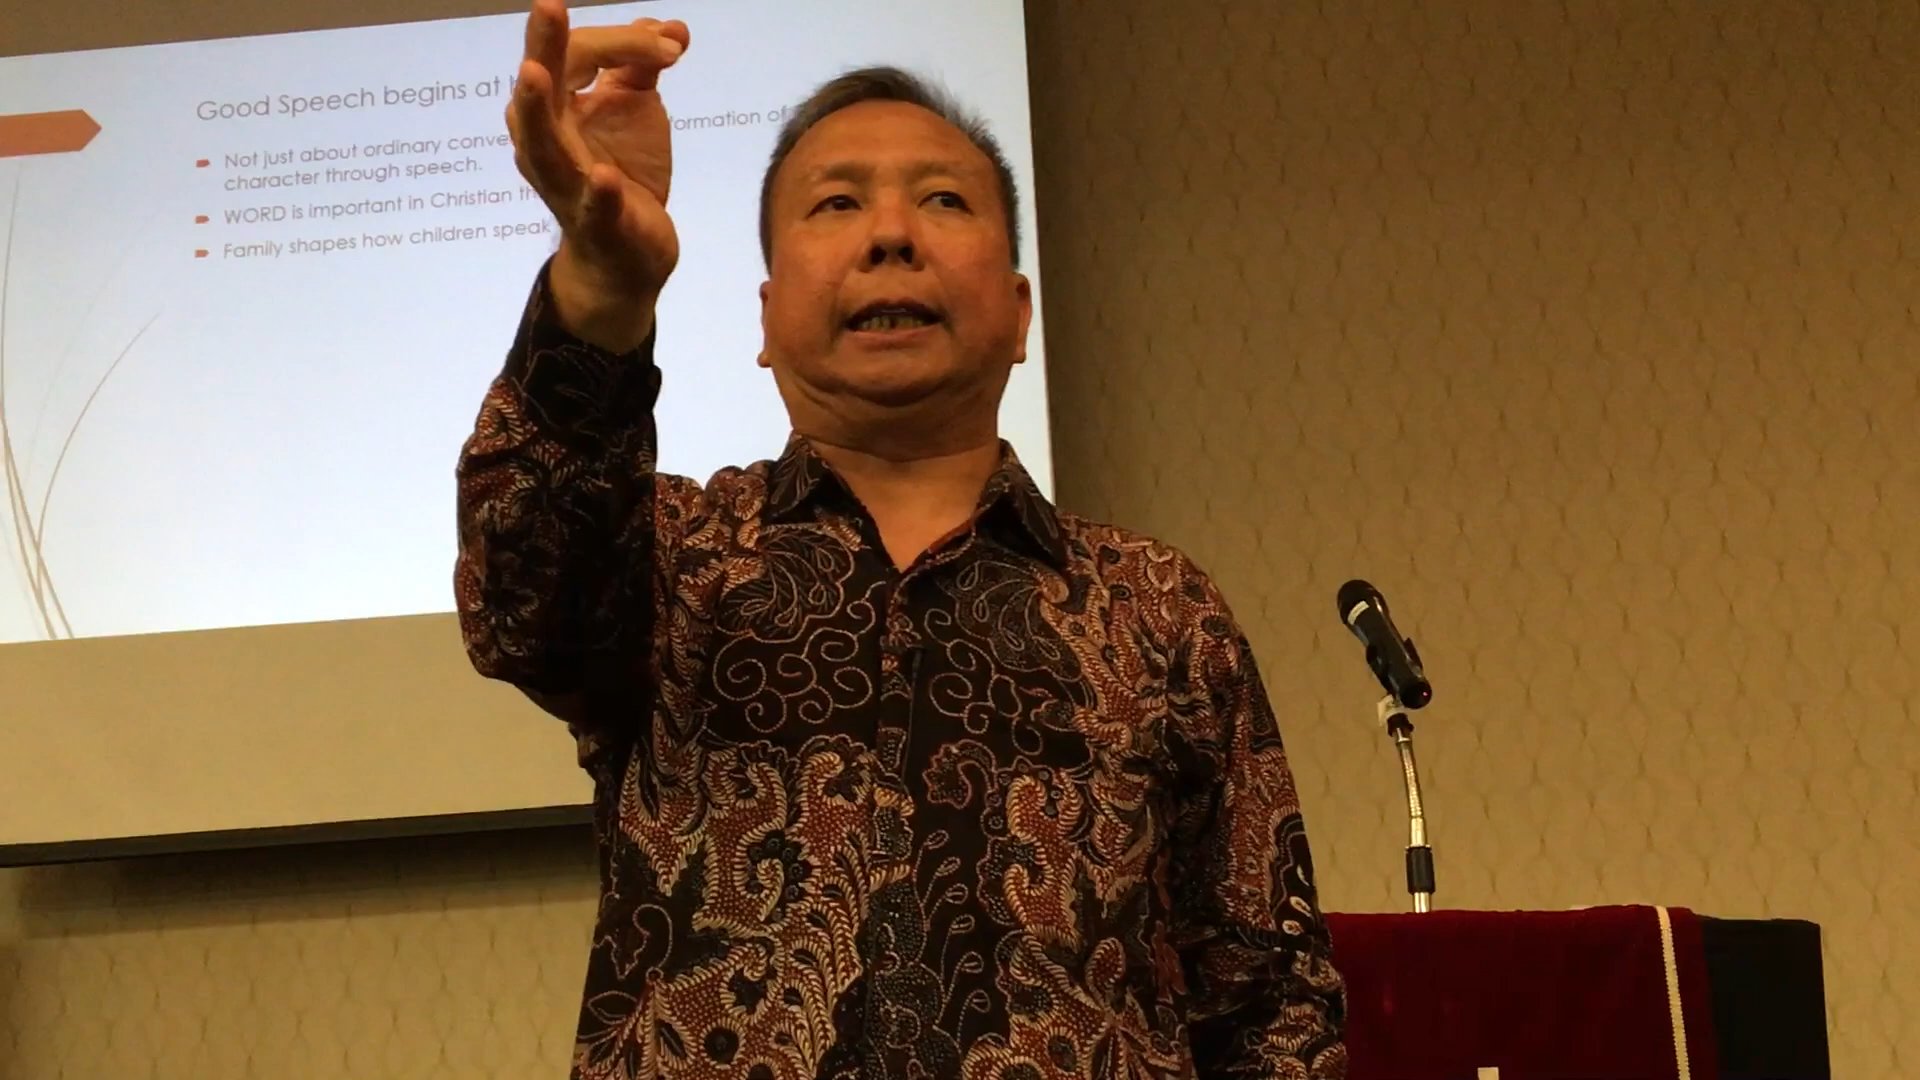 Good Speech begins at
Not just about ordinary conve formation of
character through speech.
WORD is important in Christian th
Family shapes how children speak